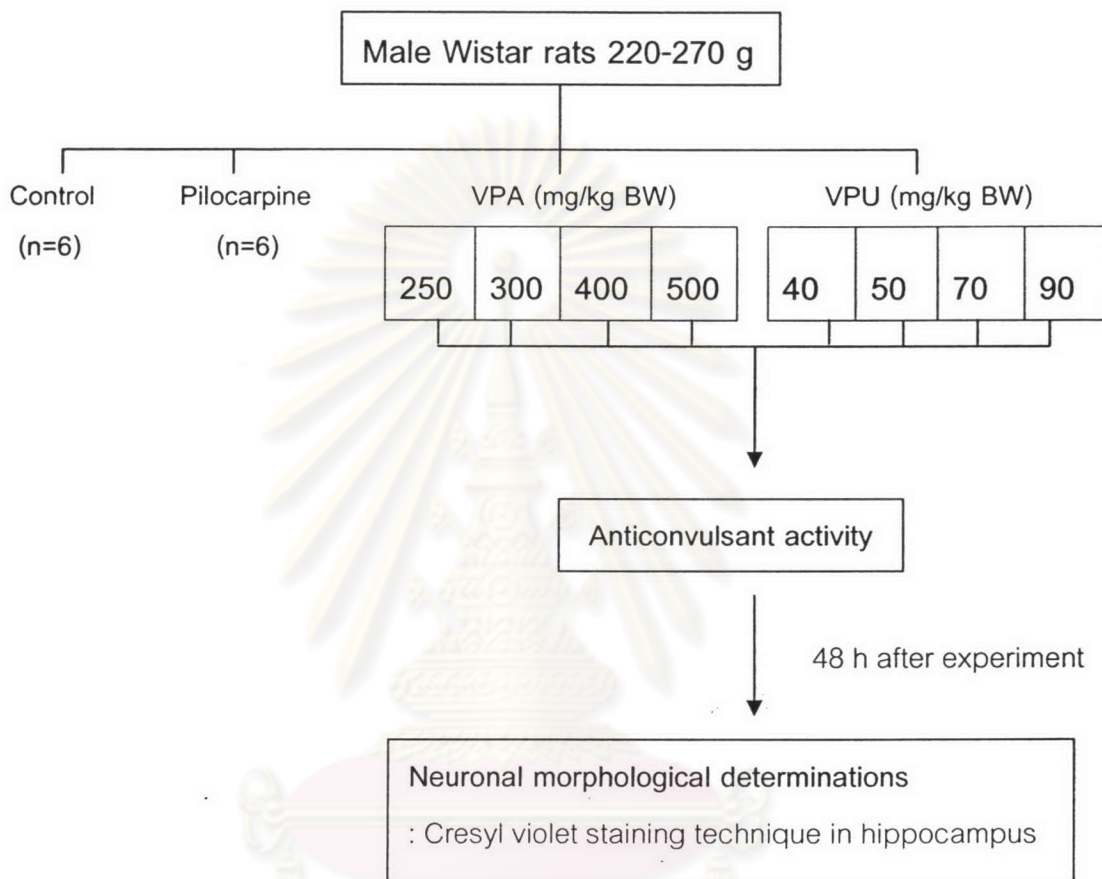 Male Wistar rats 220-270 g
Control
Pilocarpine
VPA (mg/kg BW)
VPU (mg/kg BW)
(n=6)
(n=6)
250 300 400 500
40 50 70 90
Anticonvulsant activity
48 h after experiment
Neuronal morphological determinations
: Cresyl violet staining technique in hippocampus